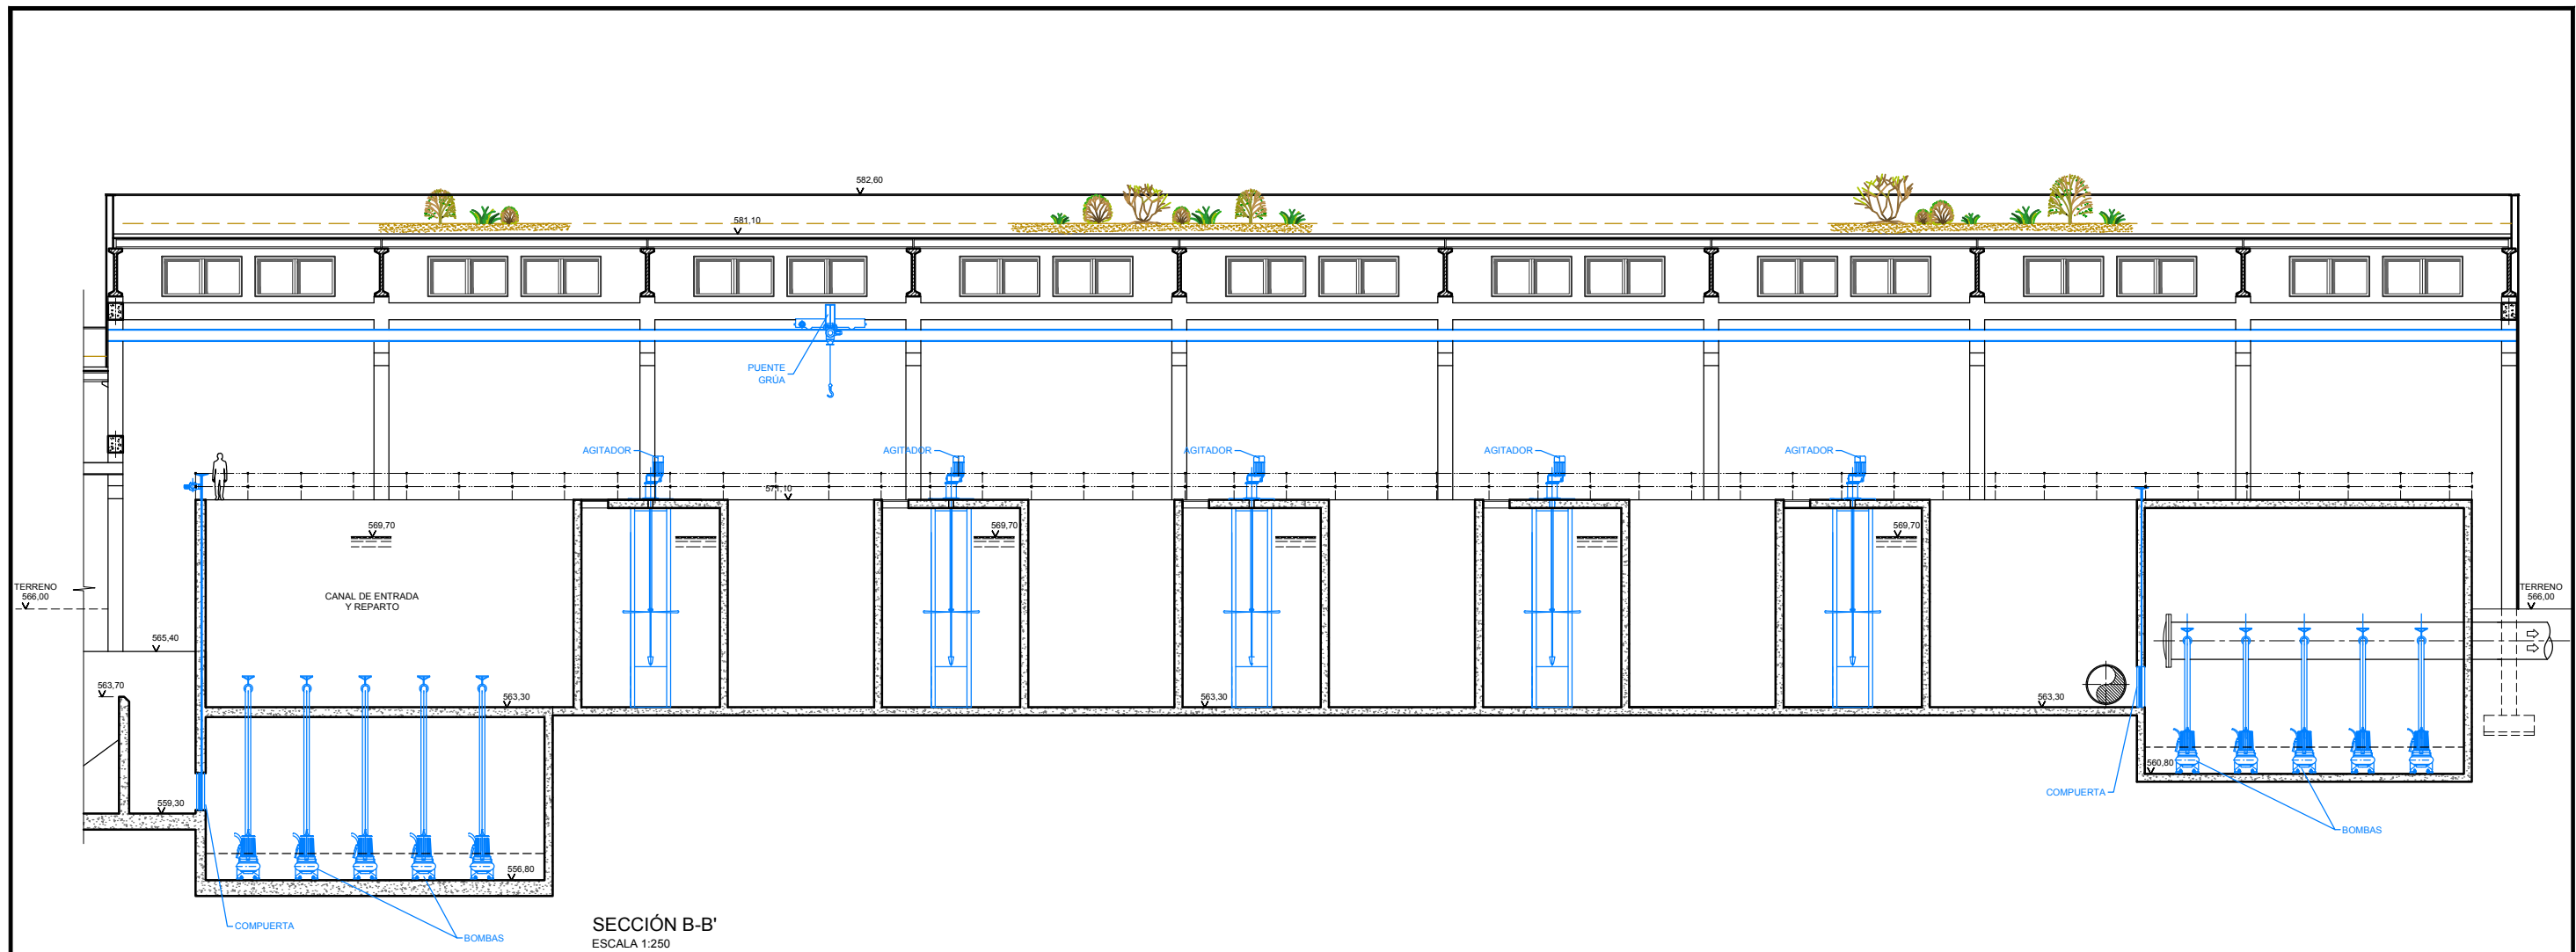 582,60
581,10
PUENTE
GRÚA
AGITADOR
AGITADOR
AGITADOR
AGITADOR
AGITADOR
571,10
569,70
569,70
569,70
TERRENO
566,00
CANAL DE ENTRADA
Y REPARTO
TERRENO
566,00
565,40
563,70
563,30
563,30
563,30
560,80
COMPUERTA
559,30
BOMBAS
556,80
COMPUERTA
BOMBAS
SECCIÓN B-B'
ESCALA 1:250